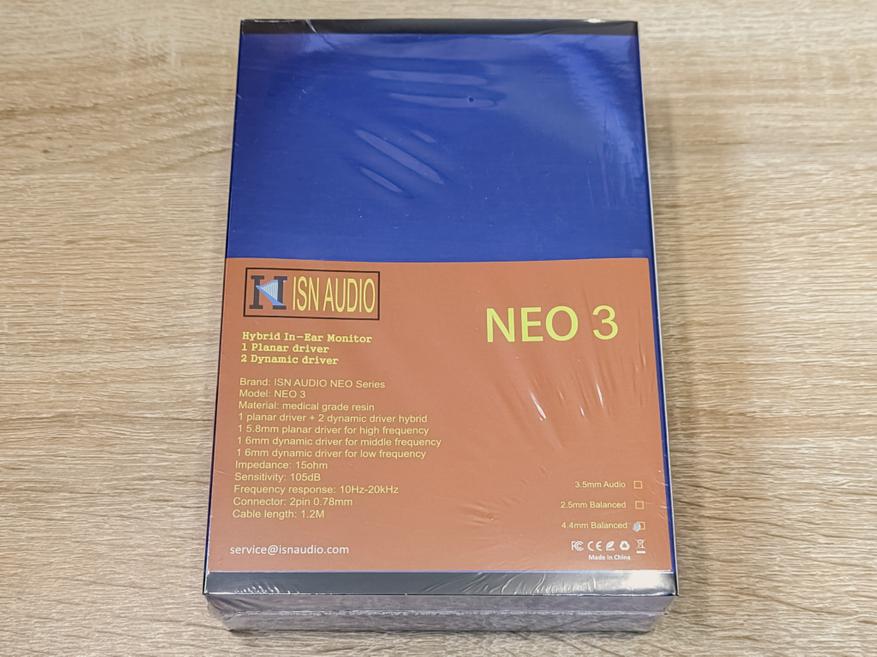 ISN AUDIO
NEO 3
Hybrid In-Ear Monitor
1 Planar driver
2 Dynamic driver
Brand: ISN AUDIO NEO Series
Model: NEO 3
Material: medical grade resin
1 planar driver + 2 dynamic driver hybrid
1 5.8mm planar driver for high frequency
1 6mm dynamic driver for middle frequency
1 6mm dynamic driver for low frequency
Impedance: 15ohm
Sensitivity: 105dB
Frequency response: 10Hz-20kHz
Connector: 2pin 0.78mm
Cable length: 1.2M
3.5mm Audio
2.5mm Balanced
4.4mm Balanced
service@isnaudio.com
FC CE
Made in China